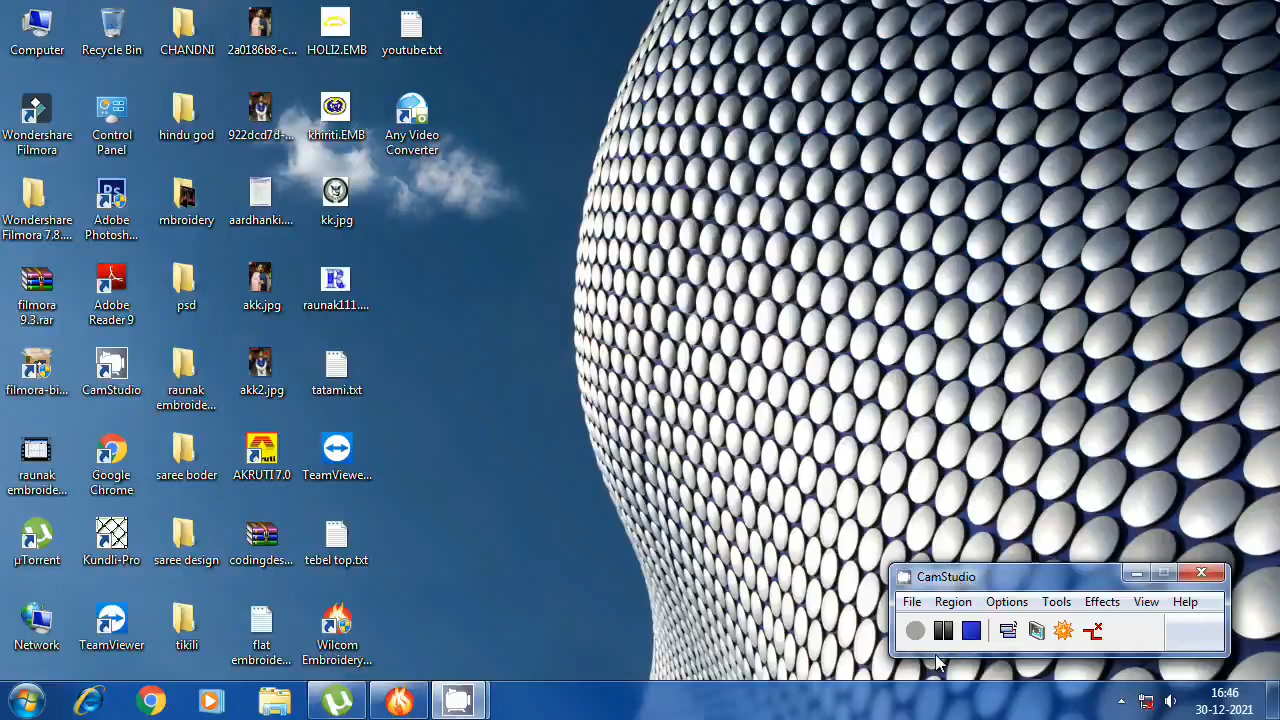 Computer
Recycle Bin
CHANDNI
2a0186b8-c...
HOLI2.EMB
youtube.txt
Wondershare
Filmora
Control
Panel
hindu god
922dcd7d-...
khiriti.EMB
Any Video
Converter
Wondershare
Filmora 7.8....
Ps
Adobe
Photosh...
mbroidery
aardhanki....
kk.jpg
filmora
9.3.rar
Adobe
Reader 9
psd
akk.jpg
R
raunak111....
filmora-bi...
CamStudio
raunak
embroide...
akk2.jpg
tatami.txt
raunak
embroide...
Google
Chrome
saree boder
AKRUTI 7.0
TeamViewe...
µTorrent
Kundli-Pro
saree design
codingdes...
tebel top.txt
Network
TeamViewer
tikili
flat
embroide...
Wilcom
Embroidery...
CamStudio
File Region Options Tools Effects View Help
16:46
30-12-2021